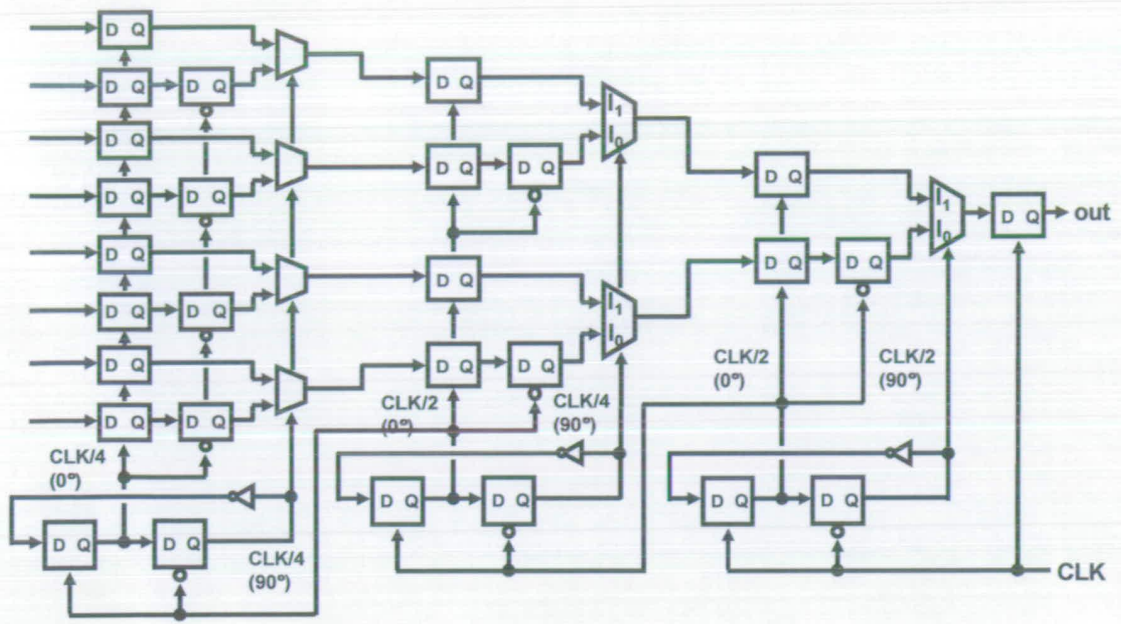 D Q
D Q
D Q
D Q
I₁
I₀
D Q
D Q
D Q
D Q
D Q
D Q
I₁
D Q
out
I₀
D Q
D Q
D Q
D Q
I₁
D Q
D Q
I₀
D Q
D Q
D Q
CLK/2
(0°)
CLK/2
(90°)
CLK/2
(0°)
CLK/4
(90°)
D Q
D Q
CLK/4
(0°)
D Q
D Q
D Q
D Q
D Q
D Q
CLK/4
(90°)
CLK